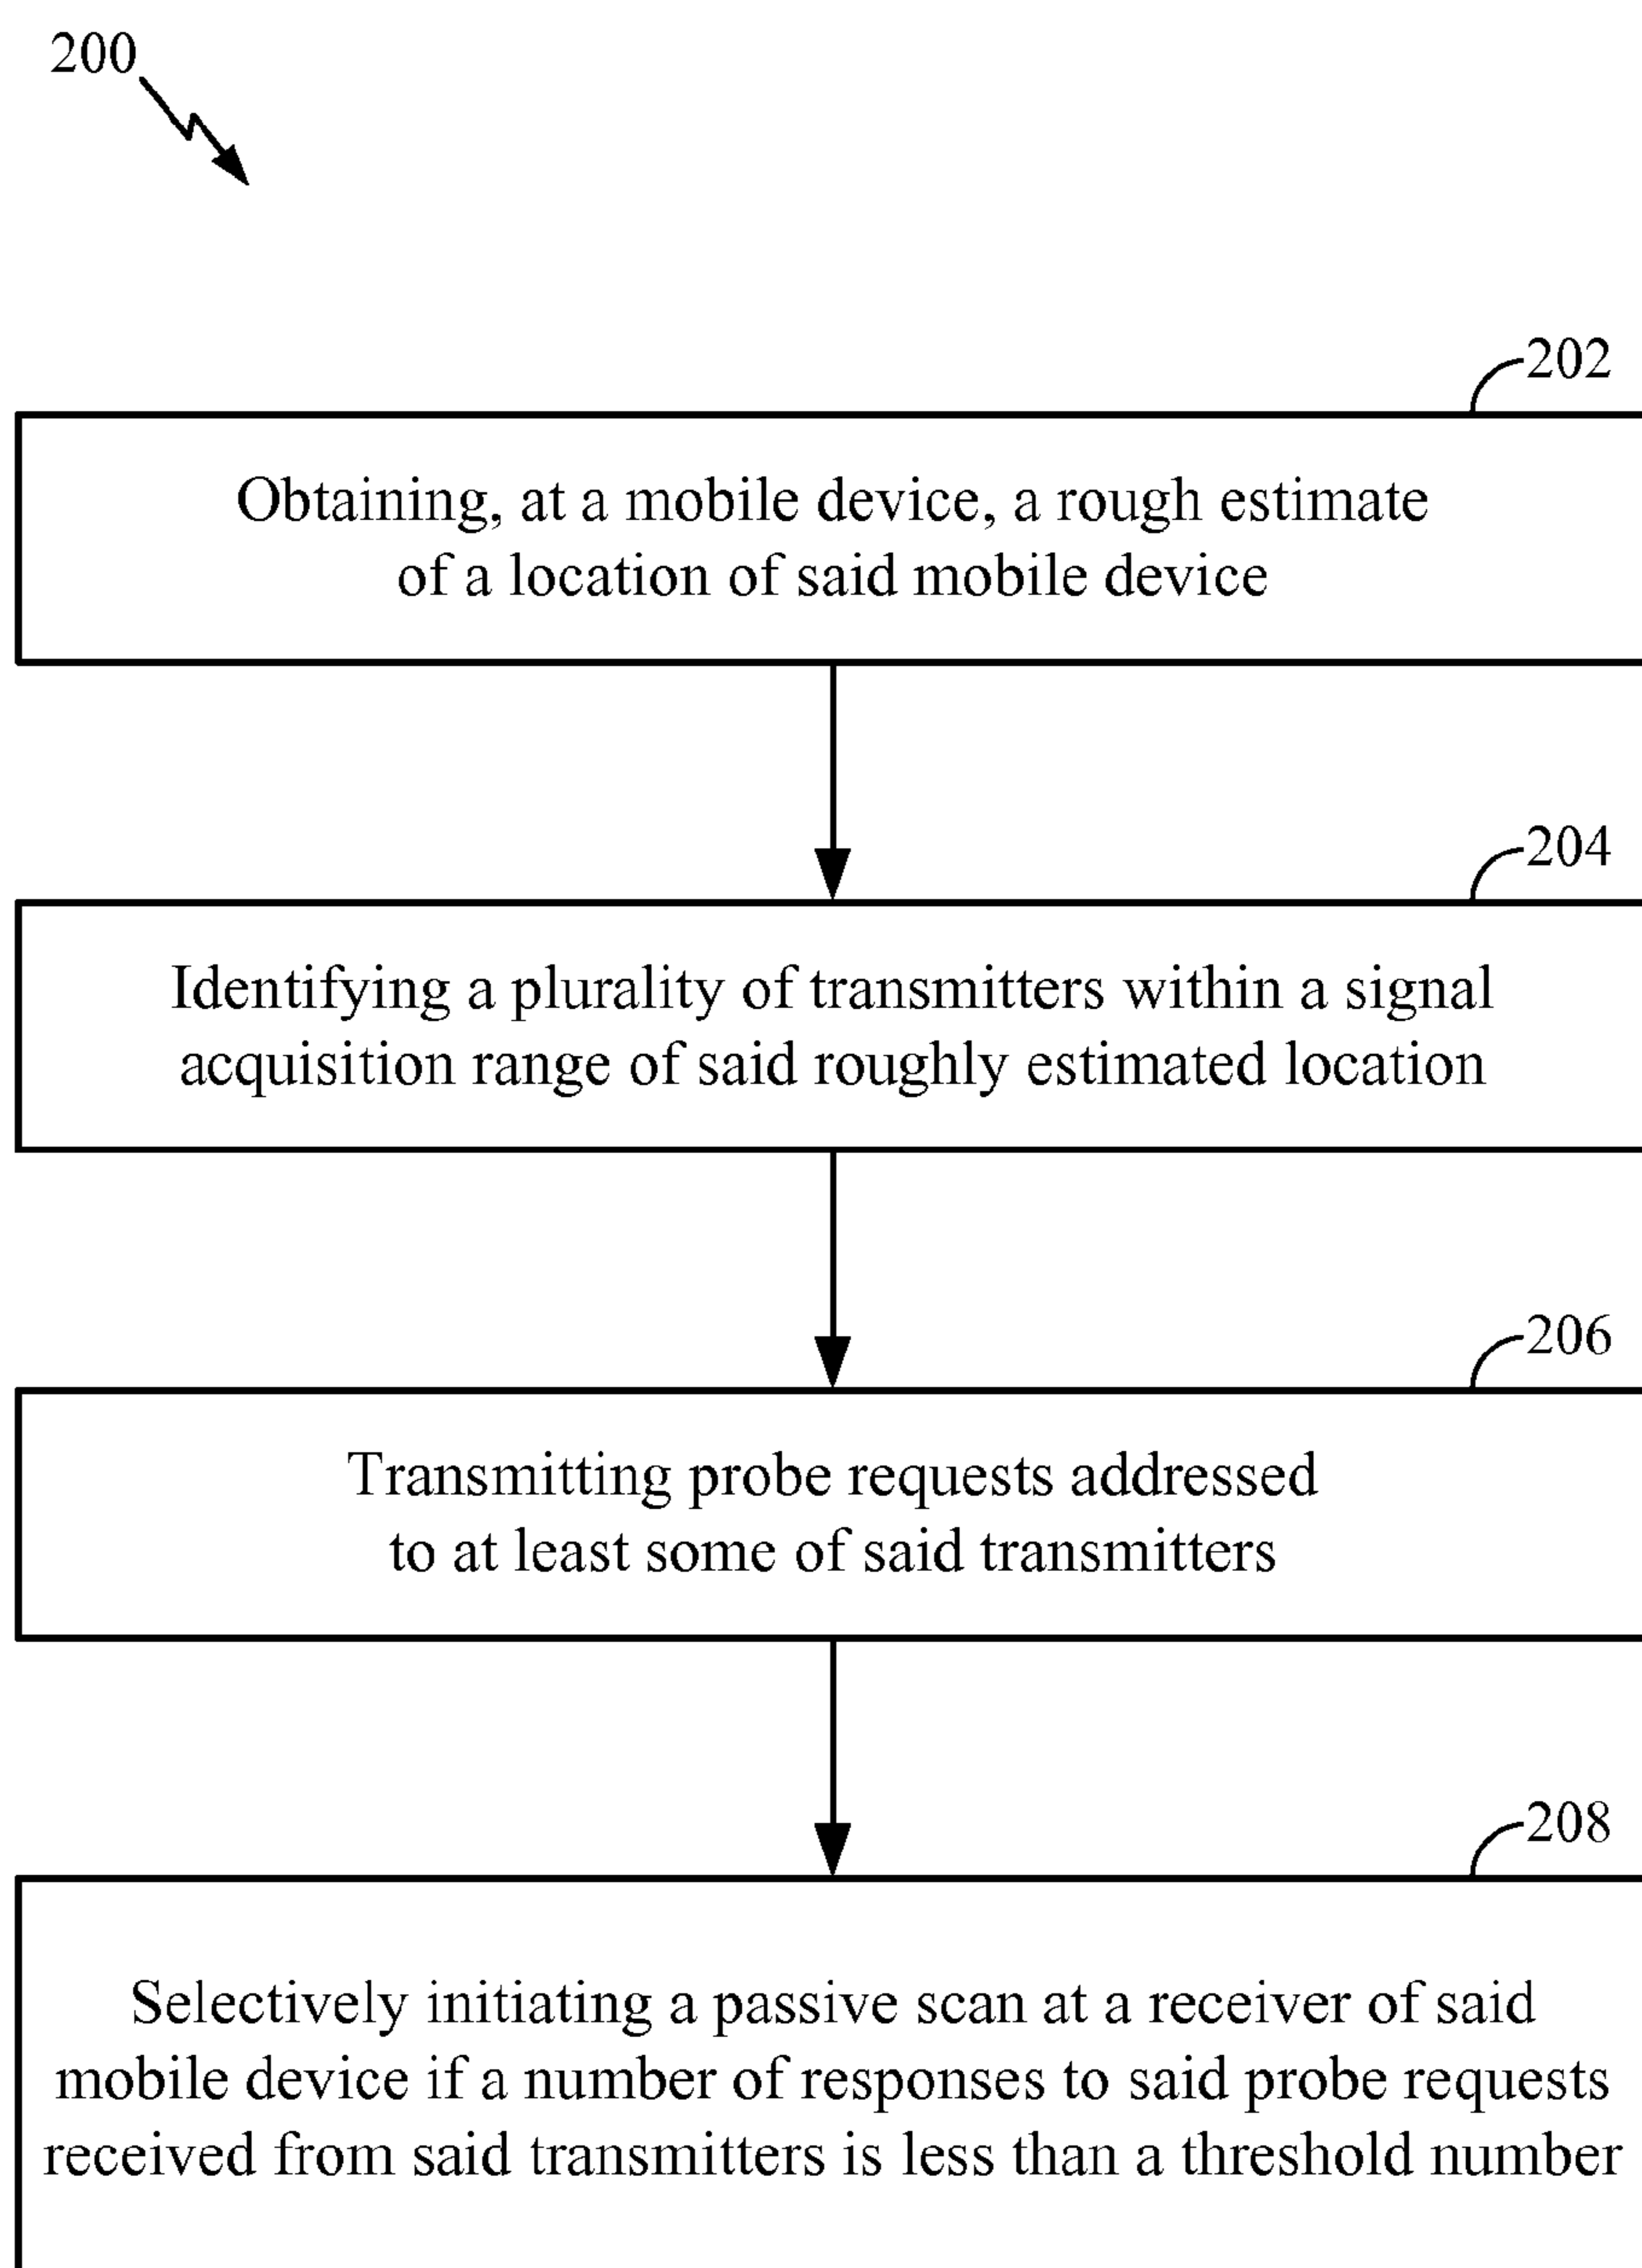 200
202
Obtaining, at a mobile device, a rough estimate
of a location of said mobile device
204
Identifying a plurality of transmitters within a signal
acquisition range of said roughly estimated location
206
Transmitting probe requests addressed
to at least some of said transmitters
208
Selectively initiating a passive scan at a receiver of said
mobile device if a number of responses to said probe requests
received from said transmitters is less than a threshold number